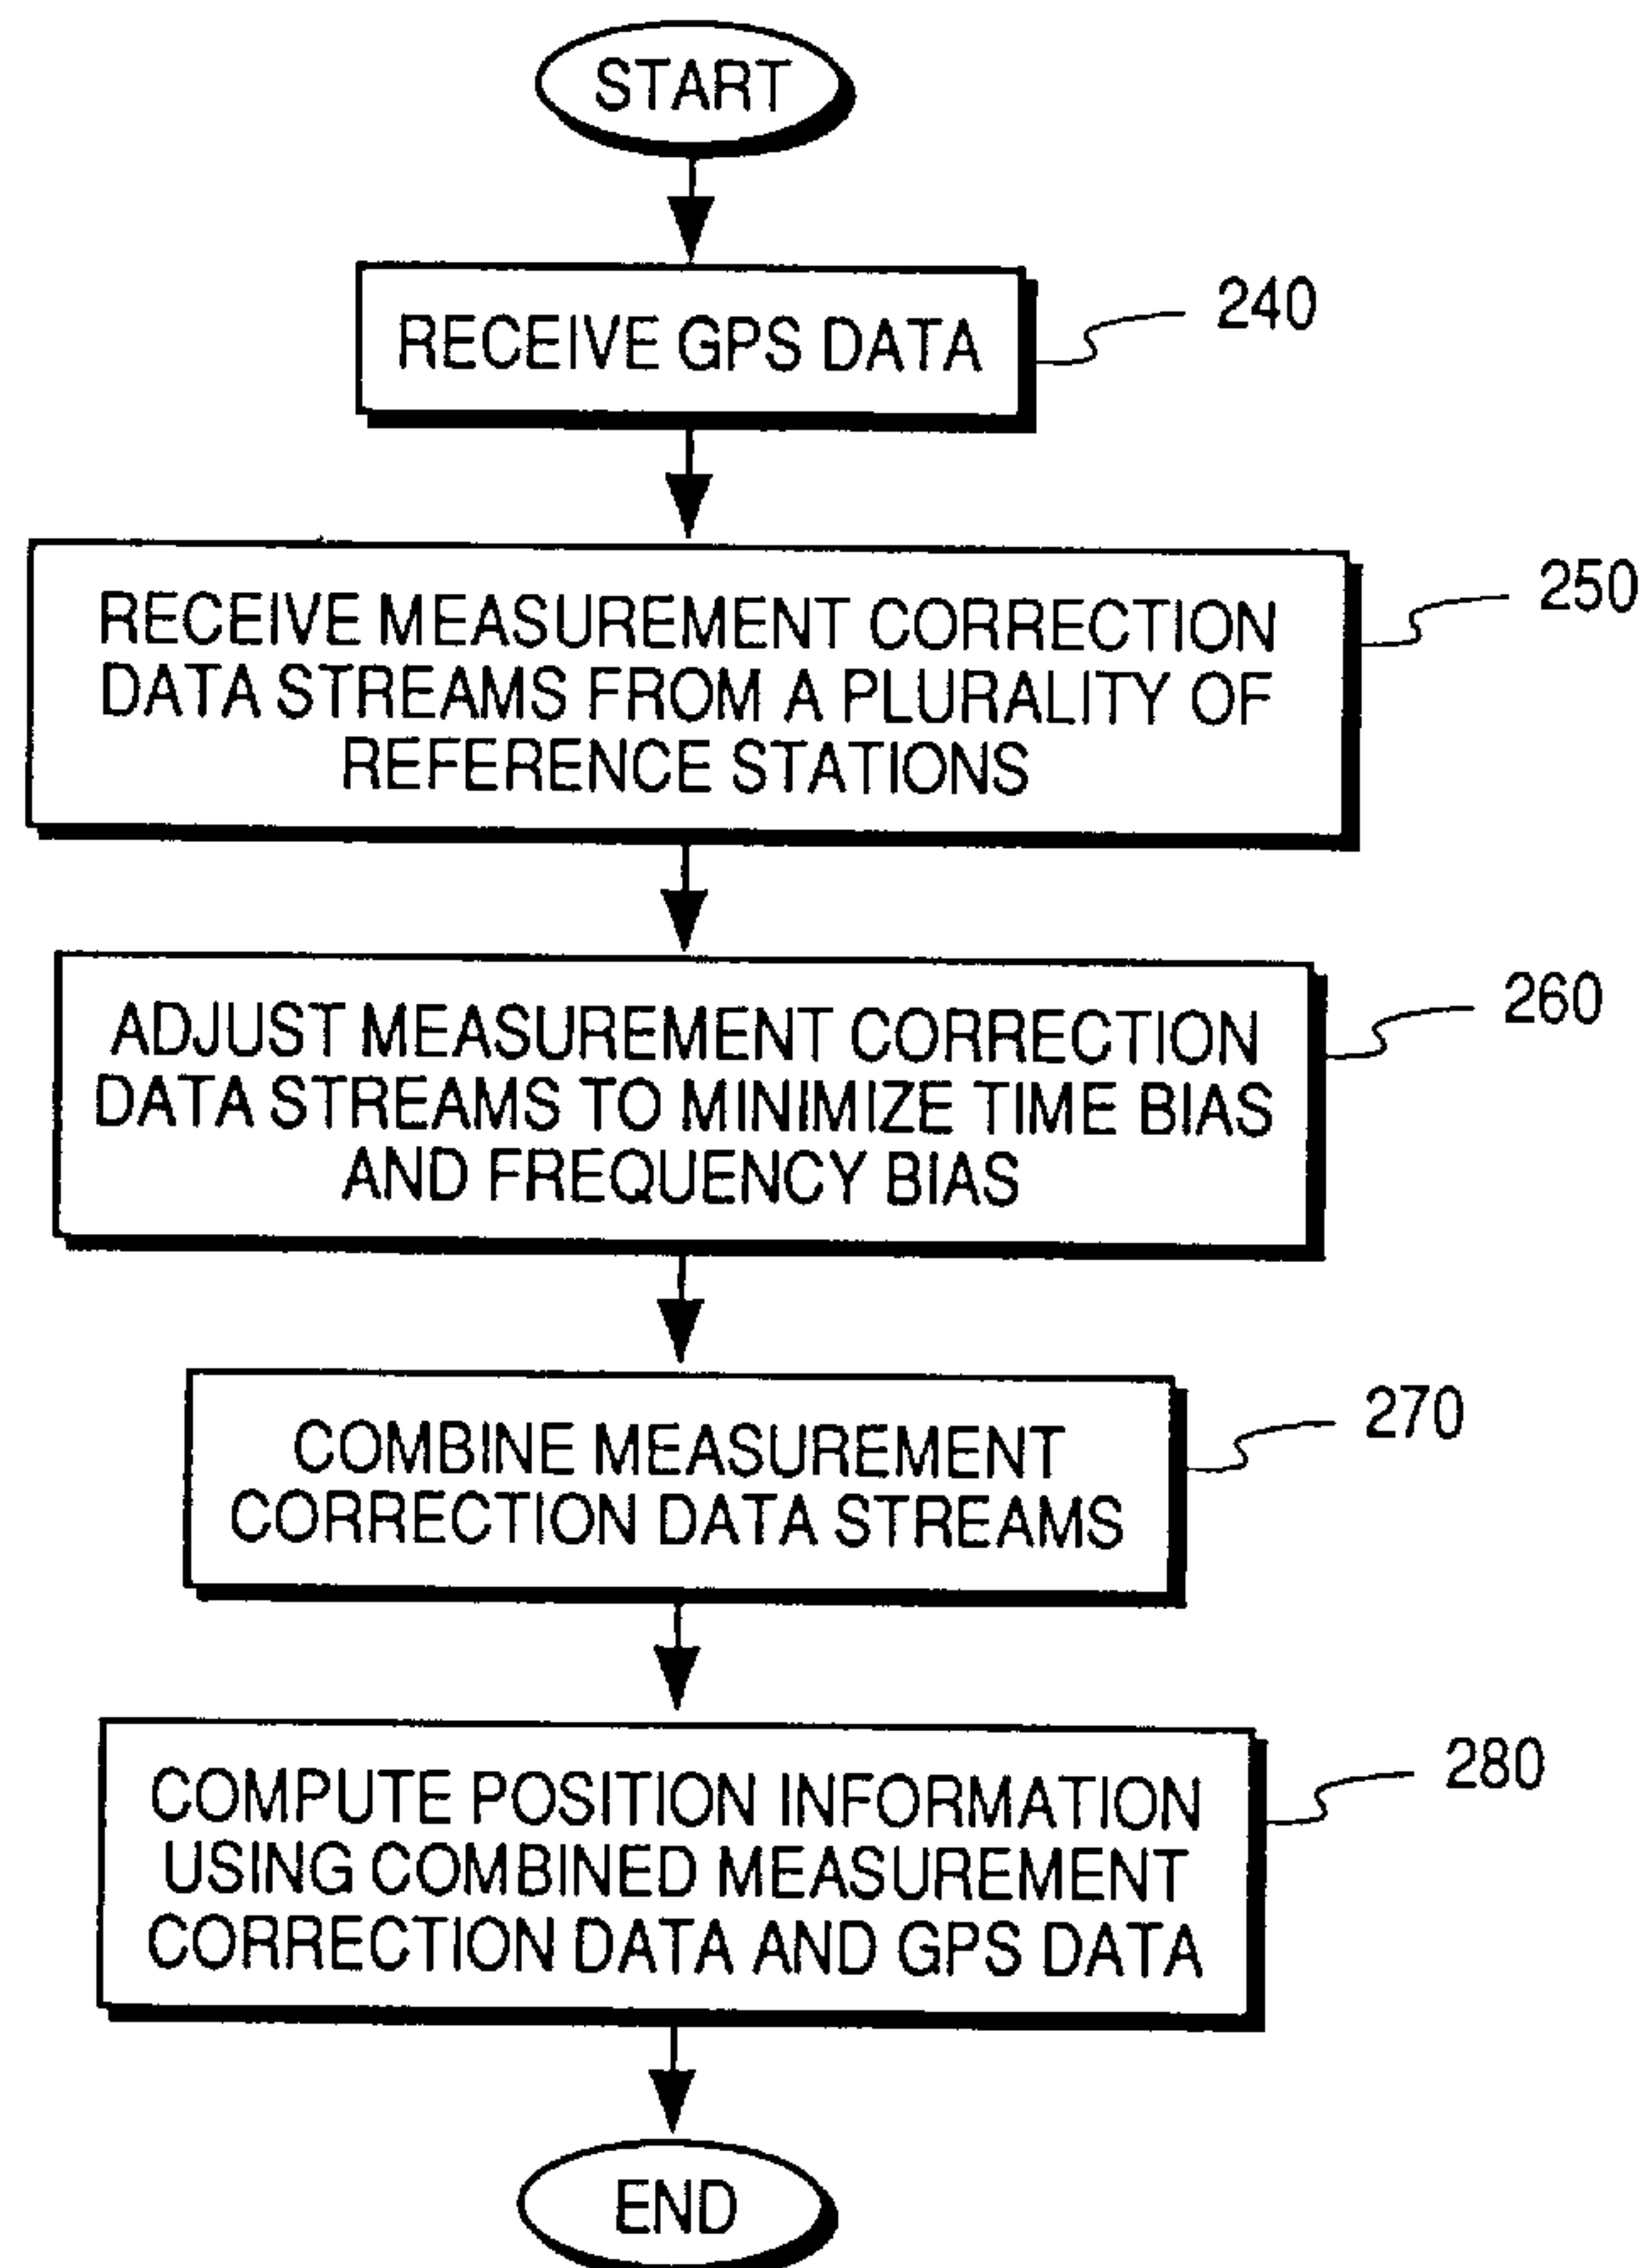 START
RECEIVE GPS DATA
240
RECEIVE MEASUREMENT CORRECTION
DATA STREAMS FROM A PLURALITY OF
REFERENCE STATIONS
250
ADJUST MEASUREMENT CORRECTION
DATA STREAMS TO MINIMIZE TIME BIAS
AND FREQUENCY BIAS
260
COMBINE MEASUREMENT
CORRECTION DATA STREAMS
270
COMPUTE POSITION INFORMATION
USING COMBINED MEASUREMENT
CORRECTION DATA AND GPS DATA
280
END